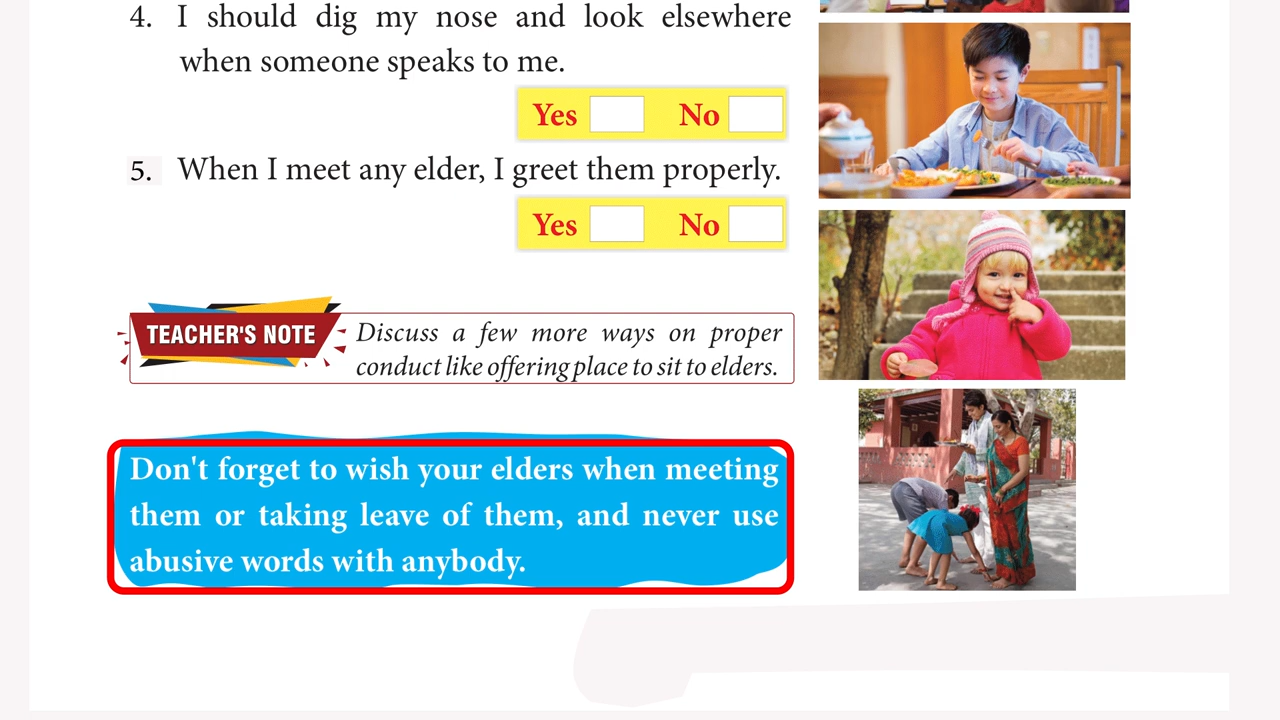 4. I should dig my nose and look elsewhere
when someone speaks to me.
Yes No
5. When I meet any elder, I greet them properly.
Yes No
TEACHER'S NOTE
Discuss a few more ways on proper
conduct like offering place to sit to elders.
Don't forget to wish your elders when meeting
them or taking leave of them, and never use
abusive words with anybody.